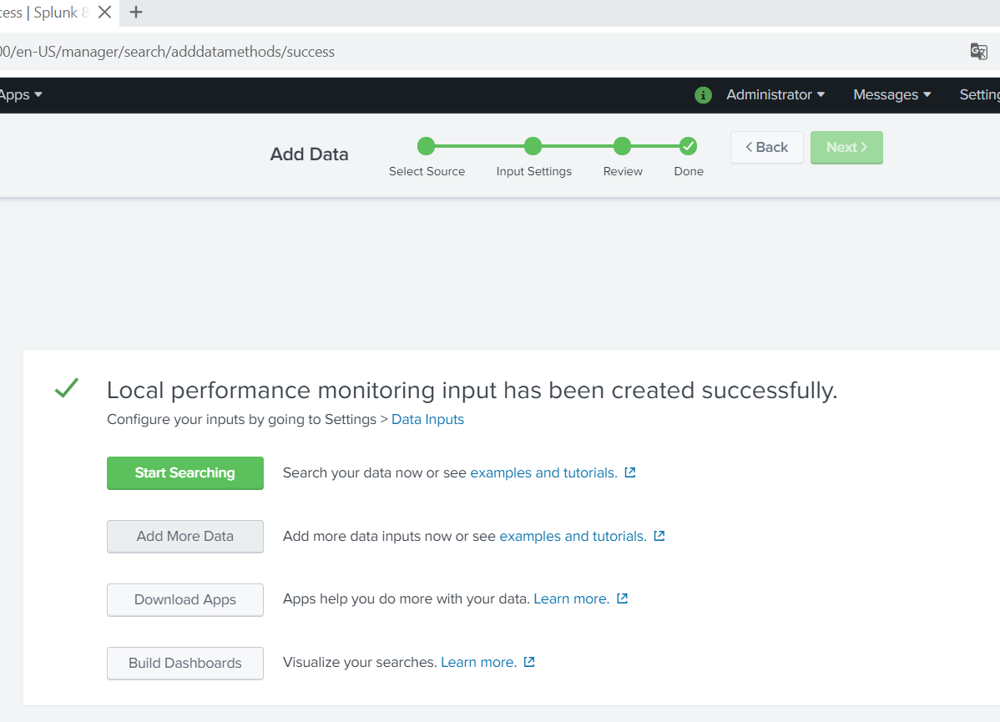 cess | Splunk 8
00/en-US/manager/search/adddatamethods/success
Apps
i Administrator Messages Setting
Add Data
Select Source Input Settings Review Done
< Back Next >
Local performance monitoring input has been created successfully.
Configure your inputs by going to Settings > Data Inputs
Start Searching Search your data now or see examples and tutorials.
Add More Data Add more data inputs now or see examples and tutorials.
Download Apps Apps help you do more with your data. Learn more.
Build Dashboards Visualize your searches. Learn more.